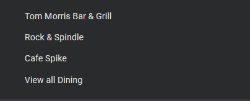 Tom Morris Bar & Grill
Rock & Spindle
Cafe Spike
View all Dining